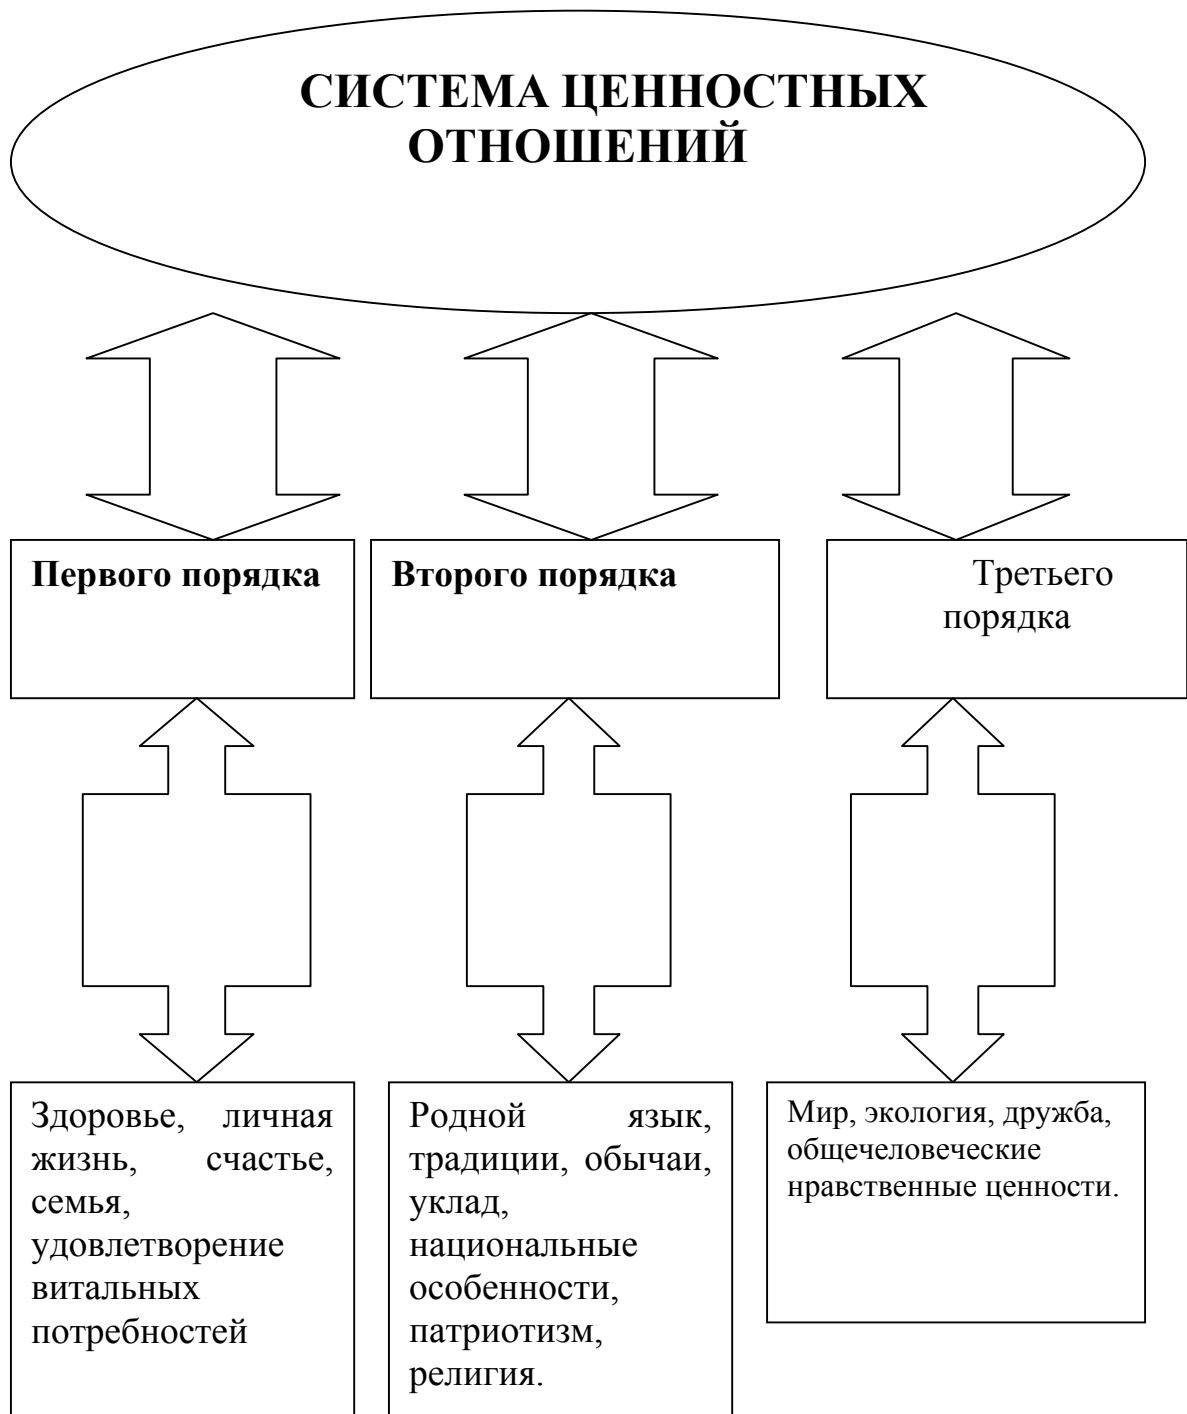 СИСТЕМА ЦЕННОСТНЫХ
ОТНОШЕНИЙ
Первого порядка
Второго порядка
Третьего
порядка
Здоровье, личная
жизнь, счастье,
семья,
удовлетворение
витальных
потребностей
Родной язык,
традиции, обычаи,
уклад,
национальные
особенности,
патриотизм,
религия.
Мир, экология, дружба,
общечеловеческие
нравственные ценности.